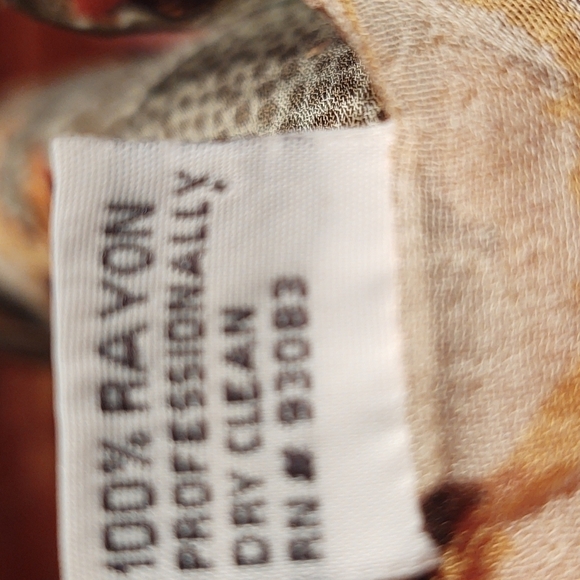 100% RAYON
PROFESSIONALLY
DRY CLEAN
RN # 93083